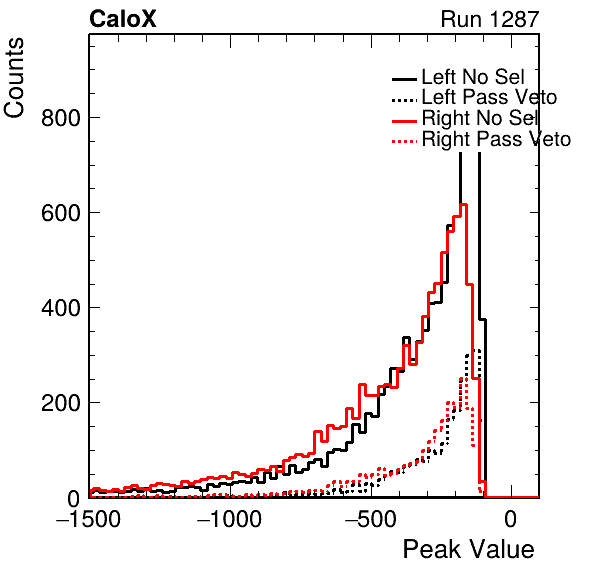 CaloX Run 1287
Counts
Left No Sel
Left Pass Veto
Right No Sel
Right Pass Veto
800
600
400
200
0
−1500 −1000 −500 0
Peak Value